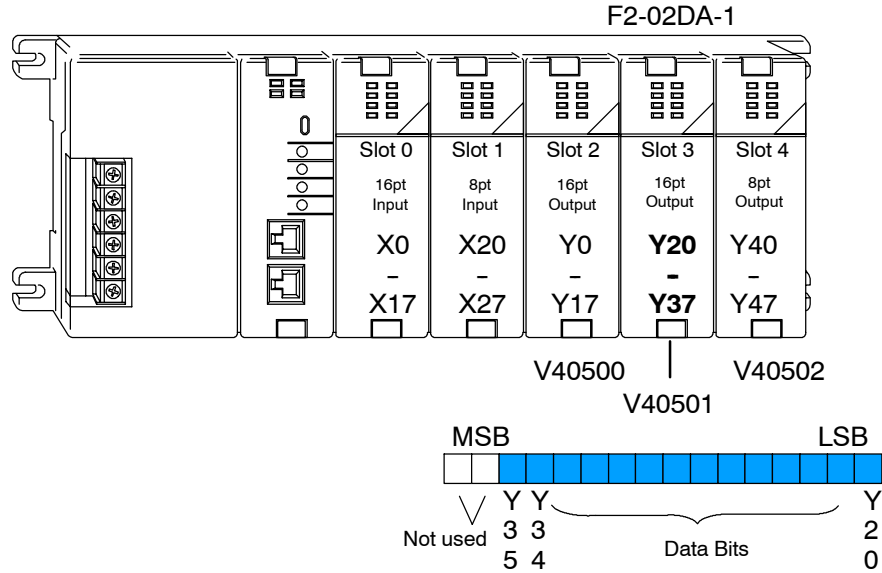 F2-02DA-1
Slot 0 Slot 1 Slot 2 Slot 3 Slot 4
16pt 8pt 16pt 16pt 8pt
Input Input Output Output Output
X0 X20 Y0 Y20 Y40
– – – – –
X17 X27 Y17 Y37 Y47
V40500 V40502
V40501
MSB LSB
Y Y Y
Not used 3 3 Data Bits 2
5 4 0